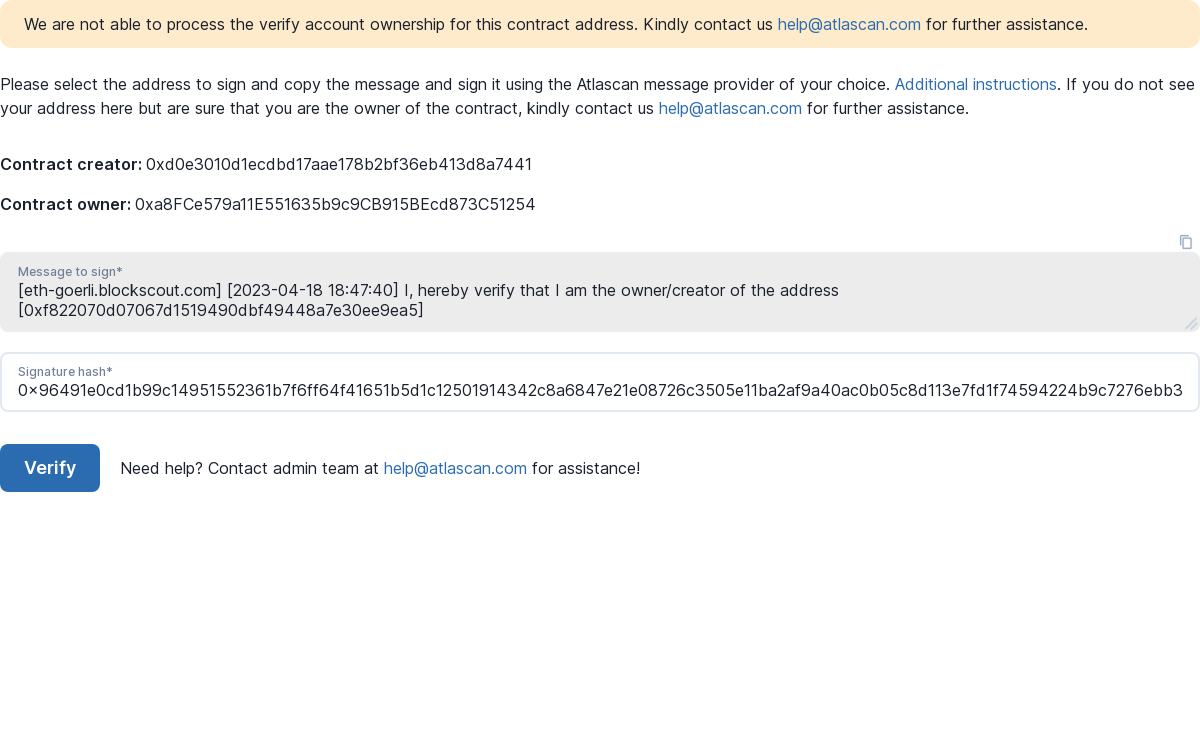 We are not able to process the verify account ownership for this contract address. Kindly contact us help@atlascan.com for further assistance.
Please select the address to sign and copy the message and sign it using the Atlascan message provider of your choice. Additional instructions. If you do not see
your address here but are sure that you are the owner of the contract, kindly contact us help@atlascan.com for further assistance.
Contract creator: 0xd0e3010d1ecdbd17aae178b2bf36eb413d8a7441
Contract owner: 0xa8FCe579a11E551635b9c9CB915BEcd873C51254
Message to sign*
[eth-goerli.blockscout.com] [2023-04-18 18:47:40] I, hereby verify that I am the owner/creator of the address
[0xf822070d07067d1519490dbf49448a7e30ee9ea5]
Signature hash*
0x96491e0cd1b99c14951552361b7f6ff64f41651b5d1c12501914342c8a6847e21e08726c3505e11ba2af9a40ac0b05c8d113e7fd1f74594224b9c7276ebb3
Verify
Need help? Contact admin team at help@atlascan.com for assistance!